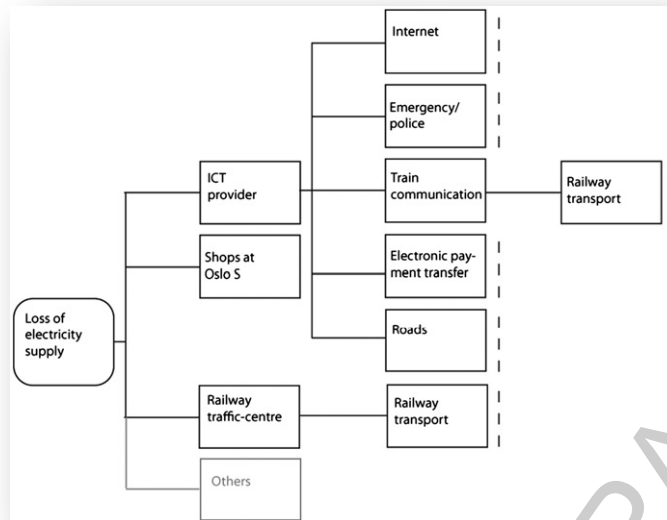 Internet
Emergency/
police
ICT
provider
Train
communication
Railway
transport
Shops at
Oslo S
Electronic pay-
ment transfer
Loss of
electricity
supply
Roads
Railway
traffic-centre
Railway
transport
Others